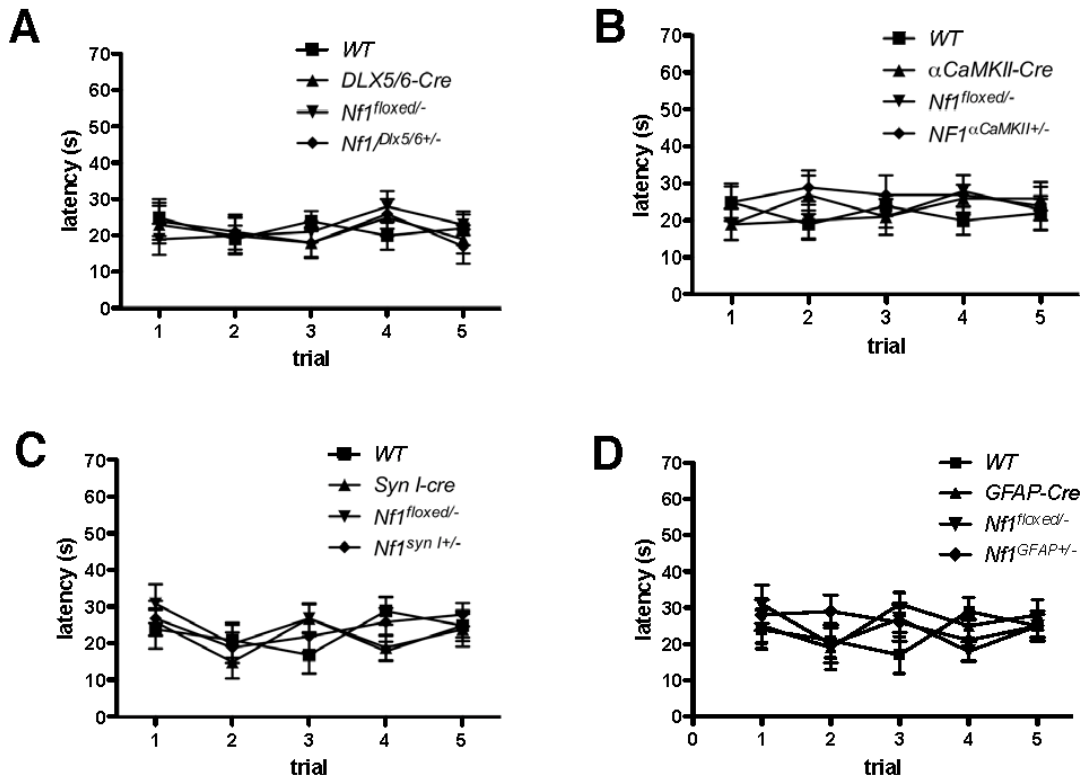 A
latency (s)
70
60
50
40
30
20
10
0
1 2 3 4 5
trial
WT
DLX5/6-Cre
Nf1floxed/-
Nf1/Dlx5/6+/-
B
latency (s)
70
60
50
40
30
20
10
0
1 2 3 4 5
trial
WT
αCaMKII-Cre
Nf1floxed/-
NF1αCaMKII+/-
C
latency (s)
70
60
50
40
30
20
10
0
1 2 3 4 5
trial
WT
Syn I-cre
Nf1floxed/-
Nf1syn I+/-
D
latency (s)
70
60
50
40
30
20
10
0
0 1 2 3 4 5
trial
WT
GFAP-Cre
Nf1floxed/-
Nf1GFAP+/-